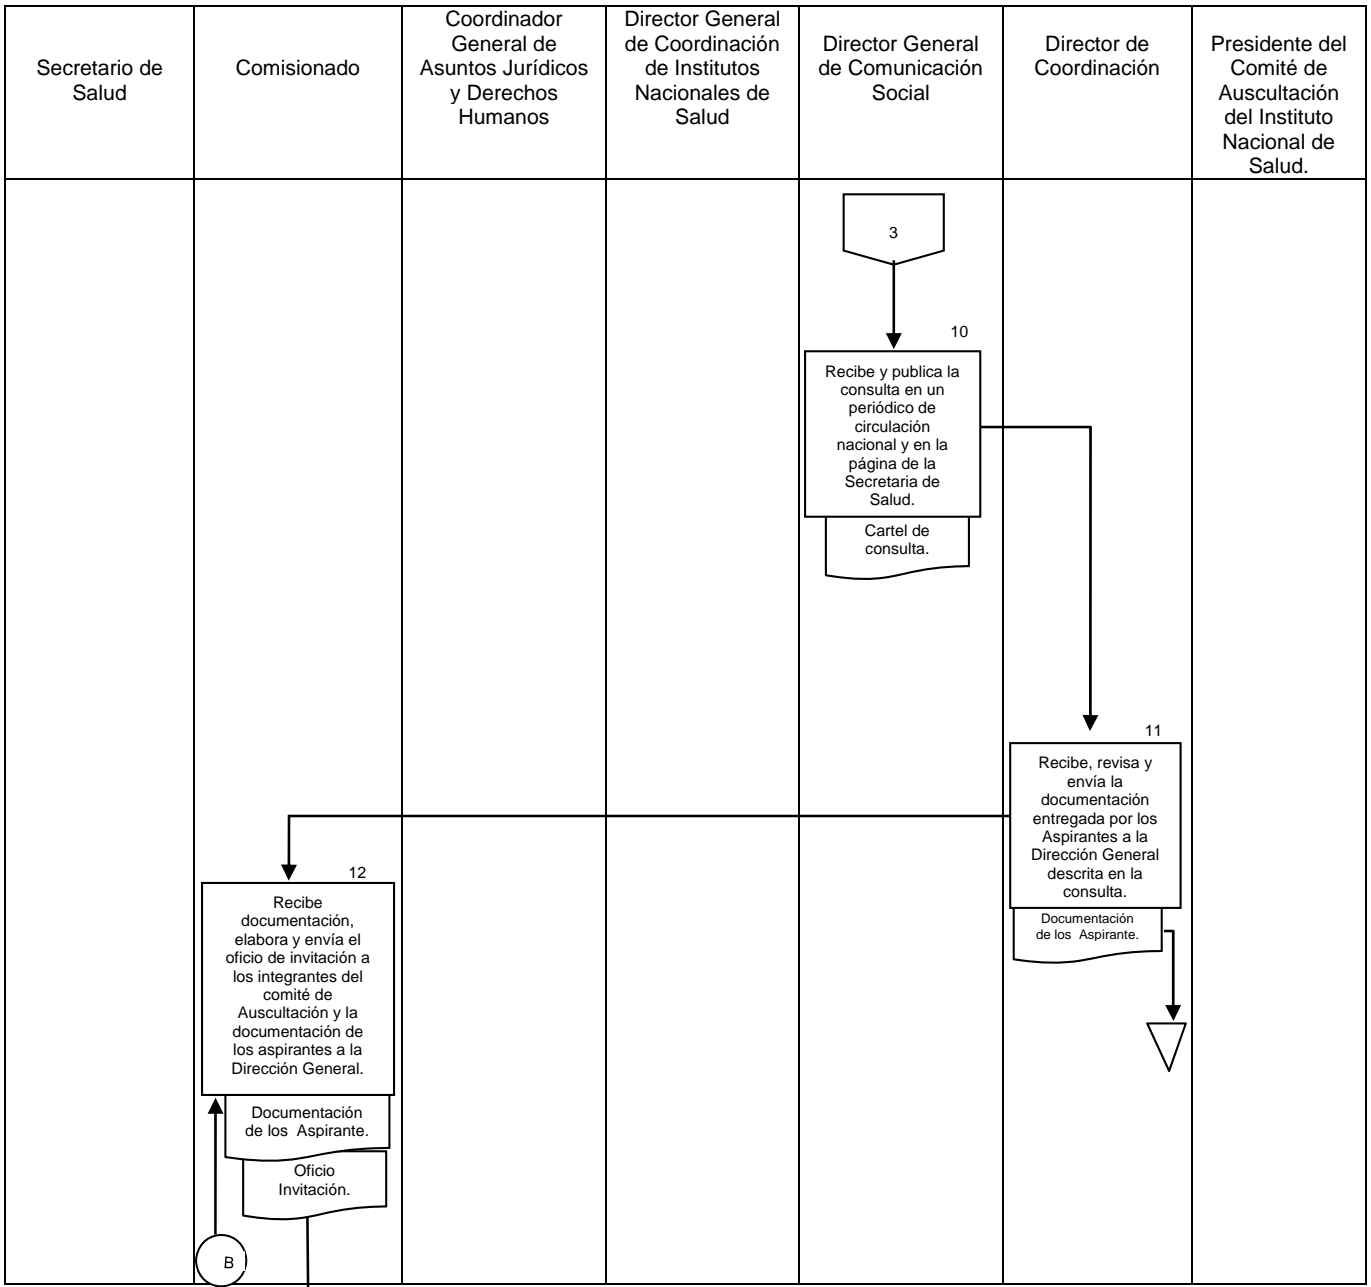 Secretario de
Salud
Comisionado
Coordinador
General de
Asuntos Jurídicos
y Derechos
Humanos
Director General
de Coordinación
de Institutos
Nacionales de
Salud
Director General
de Comunicación
Social
Director de
Coordinación
Presidente del
Comité de
Auscultación
del Instituto
Nacional de
Salud.
3
10
Recibe y publica la
consulta en un
periódico de
circulación
nacional y en la
página de la
Secretaria de
Salud.
Cartel de
consulta.
11
Recibe, revisa y
envía la
documentación
entregada por los
Aspirantes a la
Dirección General
descrita en la
consulta.
Documentación
de los Aspirante.
12
Recibe
documentación,
elabora y envía el
oficio de invitación a
los integrantes del
comité de
Auscultación y la
documentación de
los aspirantes a la
Dirección General.
Documentación
de los Aspirante.
Oficio
Invitación.
B